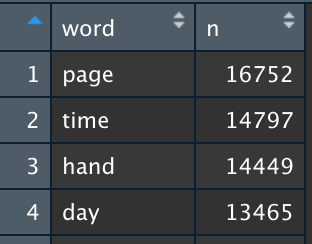 word n
1 page 16752
2 time 14797
3 hand 14449
4 day 13465